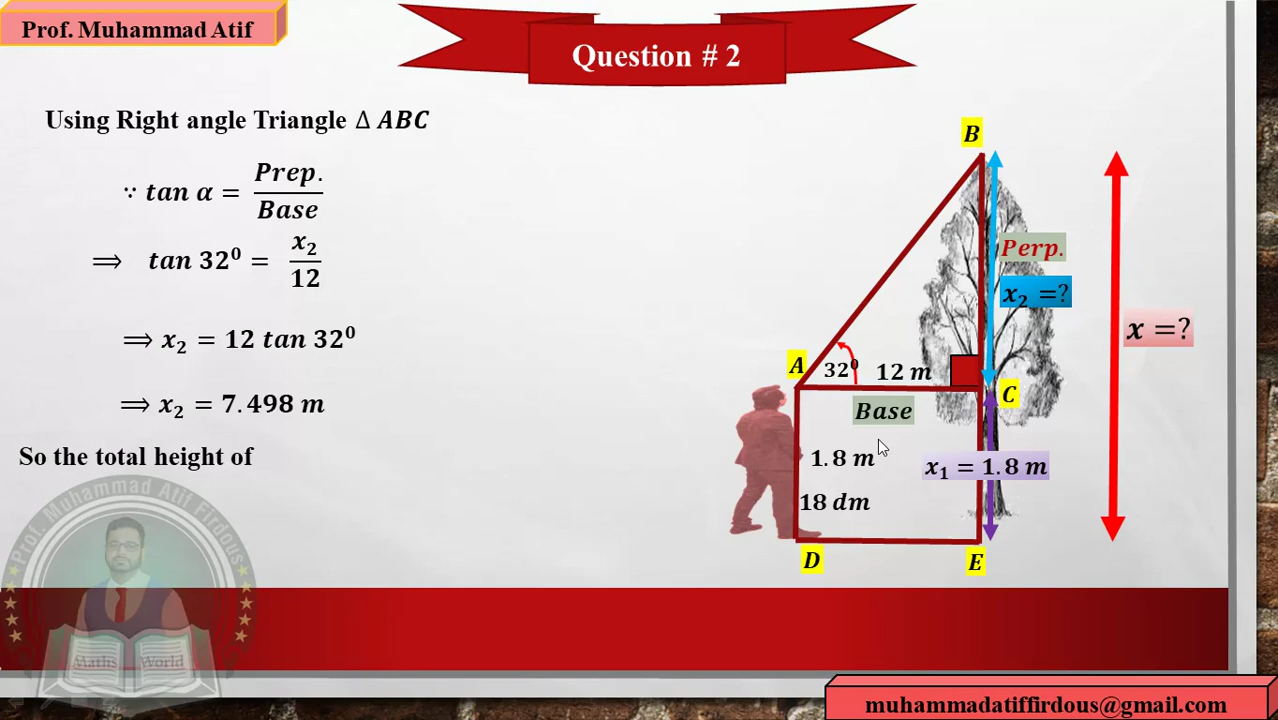 Prof. Muhammad Atif
Question # 2
Using Right angle Triangle Δ ABC
∵ tan α = Prep./Base
⟹ tan 32⁰ = x₂/12
⟹ x₂ = 12 tan 32⁰
⟹ x₂ = 7.498 m
So the total height of
B
Perp.
x₂ =?
x =?
A
32⁰
12 m
C
Base
1.8 m
x₁ = 1.8 m
18 dm
D
E
Prof. Muhammad Atif Firdous
Maths World
muhammadatiffirdous@gmail.com